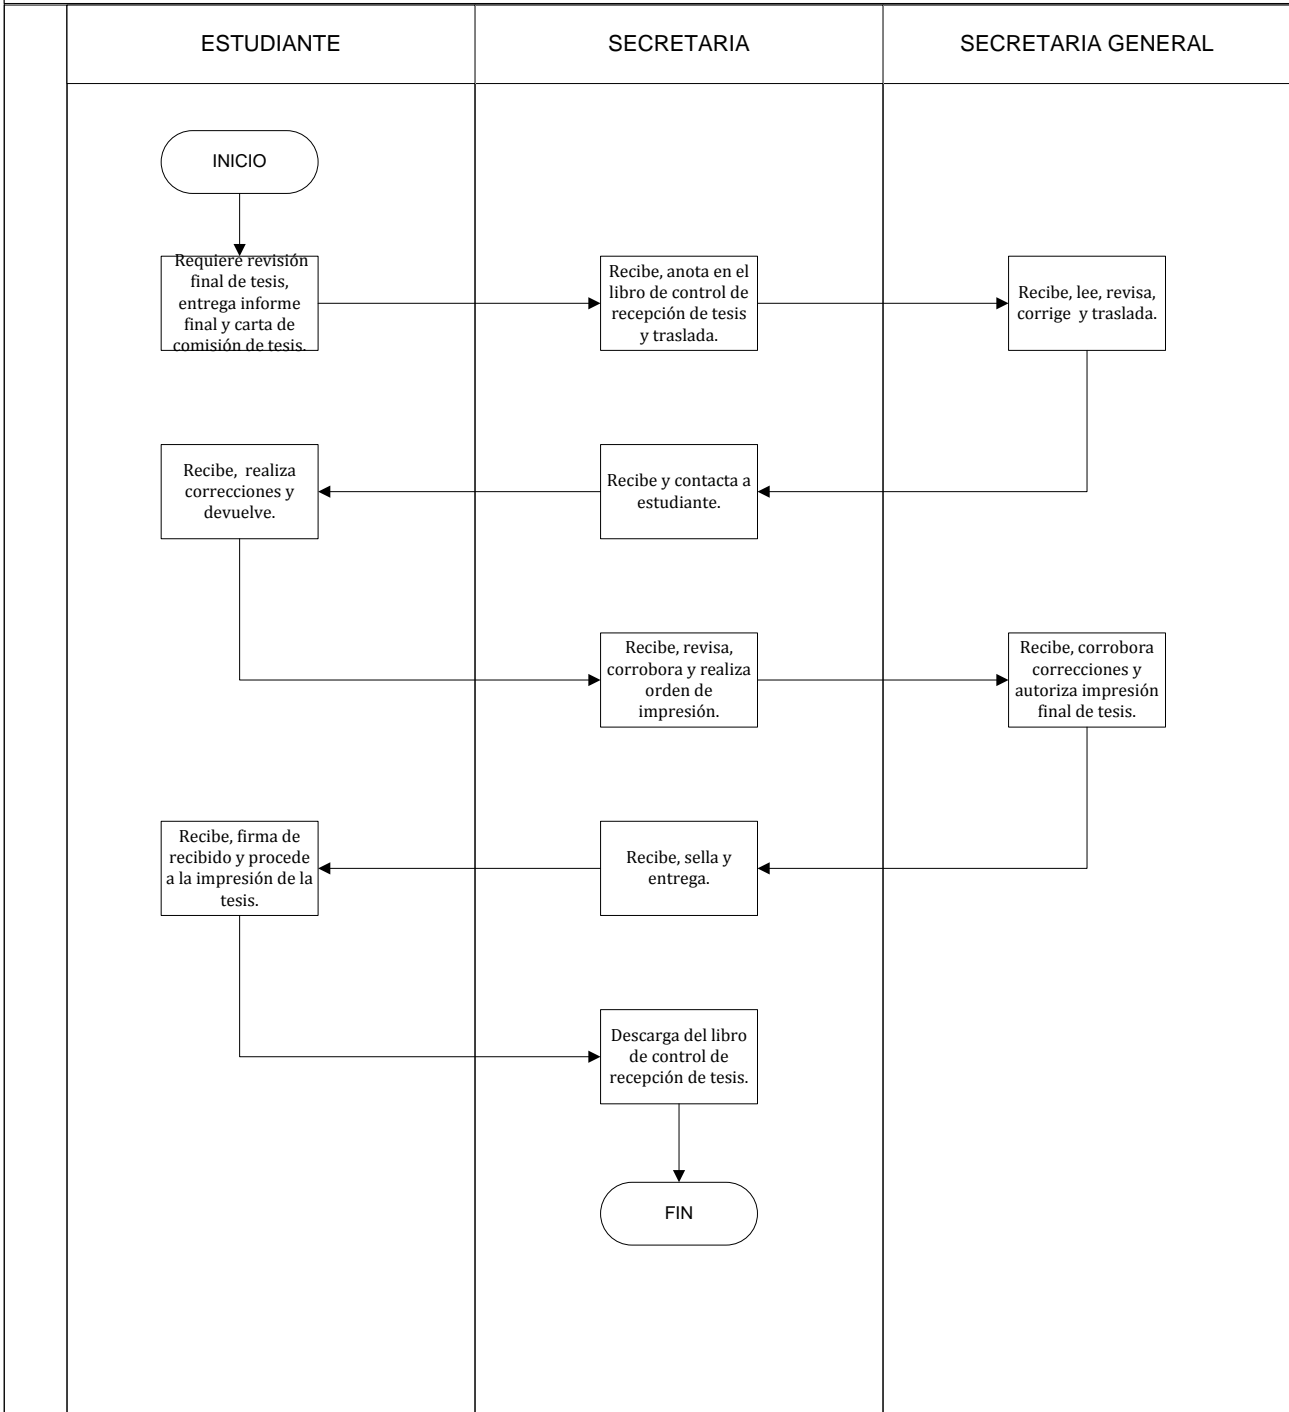 ESTUDIANTE
SECRETARIA
SECRETARIA GENERAL
INICIO
Requiere revisión
final de tesis,
entrega informe
final y carta de
comisión de tesis.
Recibe, anota en el
libro de control de
recepción de tesis
y traslada.
Recibe, lee, revisa,
corrige  y traslada.
Recibe,  realiza
correcciones y
devuelve.
Recibe y contacta a
estudiante.
Recibe, revisa,
corrobora y realiza
orden de
impresión.
Recibe, corrobora
correcciones y
autoriza impresión
final de tesis.
Recibe, firma de
recibido y procede
a la impresión de la
tesis.
Recibe, sella y
entrega.
Descarga del libro
de control de
recepción de tesis.
FIN